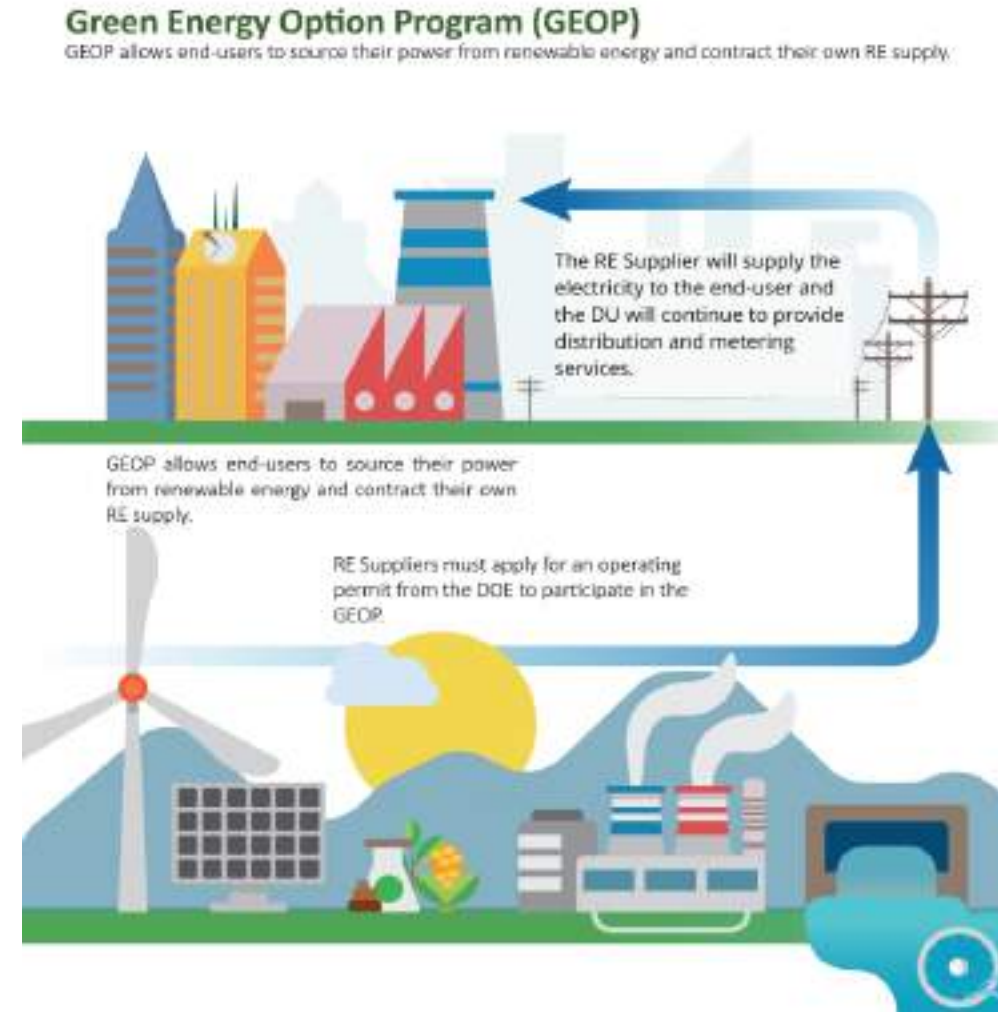 Green Energy Option Program (GEOP)
GEOP allows end-users to source their power from renewable energy and contract their own RE supply.
The RE Supplier will supply the
electricity to the end-user and
the DU will continue to provide
distribution and metering
services.
GEOP allows end-users to source their power
from renewable energy and contract their own
RE supply.
RE Suppliers must apply for an operating
permit from the DOE to participate in the
GEOP.